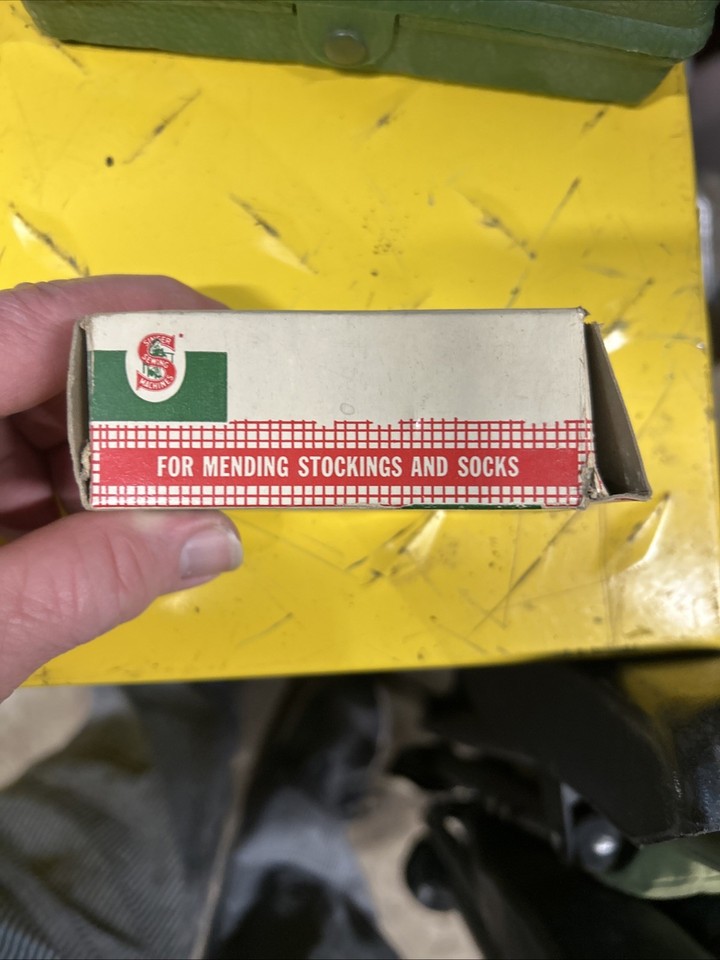 SINGER
SEWING
MACHINES
FOR MENDING STOCKINGS AND SOCKS